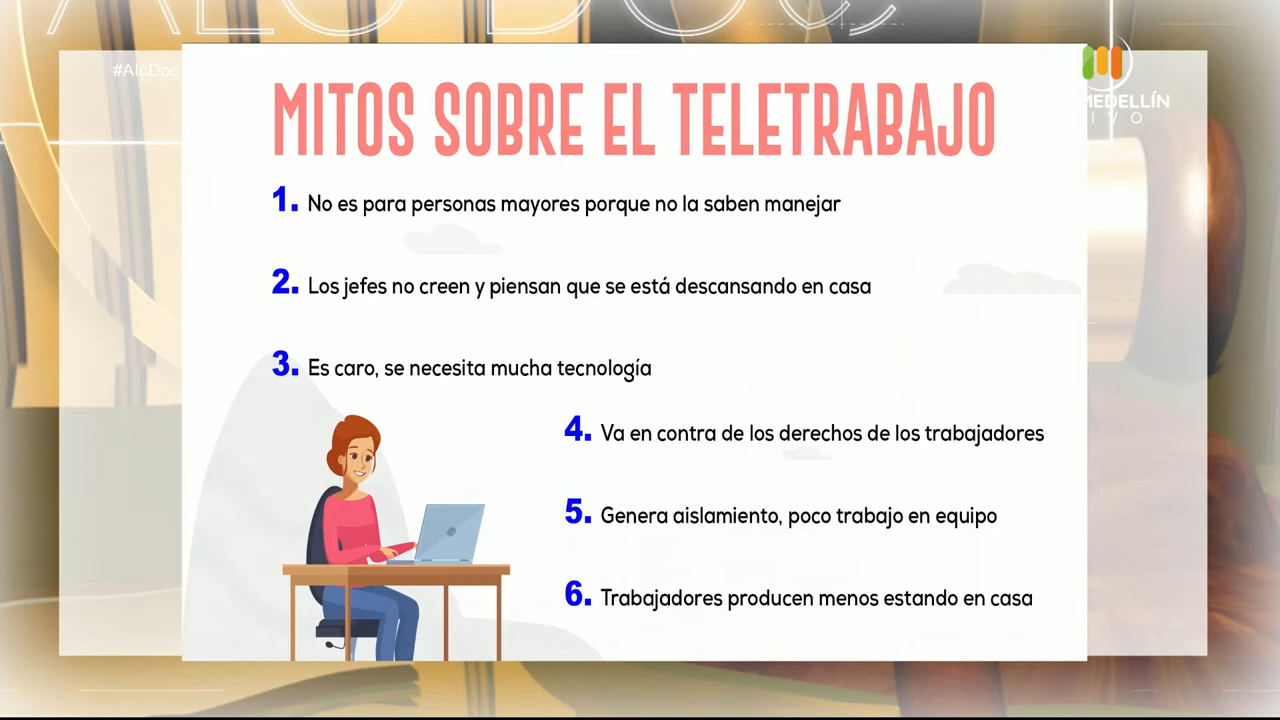 ALÓ DOC
#AlóDoc
MEDELLÍN
IVO
MITOS SOBRE EL TELETRABAJO
1. No es para personas mayores porque no la saben manejar
2. Los jefes no creen y piensan que se está descansando en casa
3. Es caro, se necesita mucha tecnología
4. Va en contra de los derechos de los trabajadores
5. Genera aislamiento, poco trabajo en equipo
6. Trabajadores producen menos estando en casa